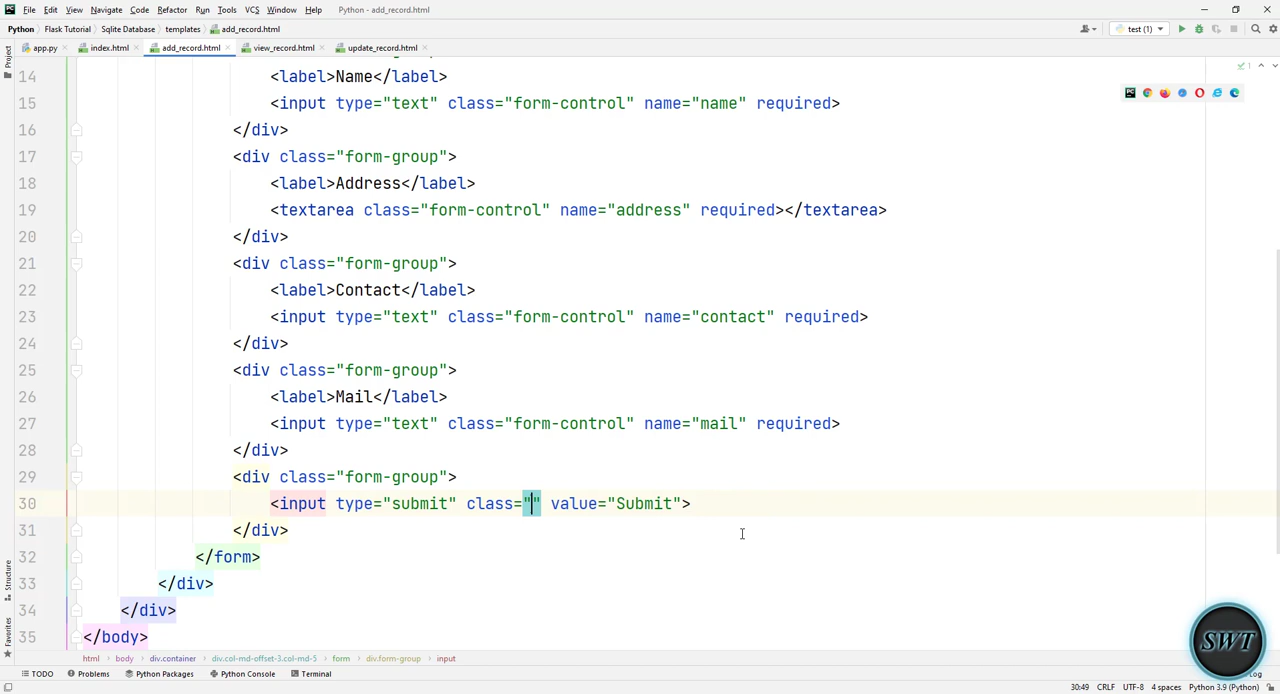 File Edit View Navigate Code Refactor Run Tools VCS Window Help Python - add_record.html
Python Flask Tutorial Sqlite Database templates add_record.html test (1)
app.py index.html add_record.html view_record.html update_record.html
Project
14 <label>Name</label>
1
15 <input type="text" class="form-control" name="name" required>
16 </div>
17 <div class="form-group">
18 <label>Address</label>
19 <textarea class="form-control" name="address" required></textarea>
20 </div>
21 <div class="form-group">
22 <label>Contact</label>
23 <input type="text" class="form-control" name="contact" required>
24 </div>
25 <div class="form-group">
26 <label>Mail</label>
27 <input type="text" class="form-control" name="mail" required>
28 </div>
29 <div class="form-group">
30 <input type="submit" class="" value="Submit">
31 </div>
32 </form>
33 </div>
34 </div>
35 </body>
Structure
Favorites
SWT
html body div.container div.col-md-offset-3.col-md-5 form div.form-group input
TODO Problems Python Packages Python Console Terminal Log
30:49 CRLF UTF-8 4 spaces Python 3.9 (Python)